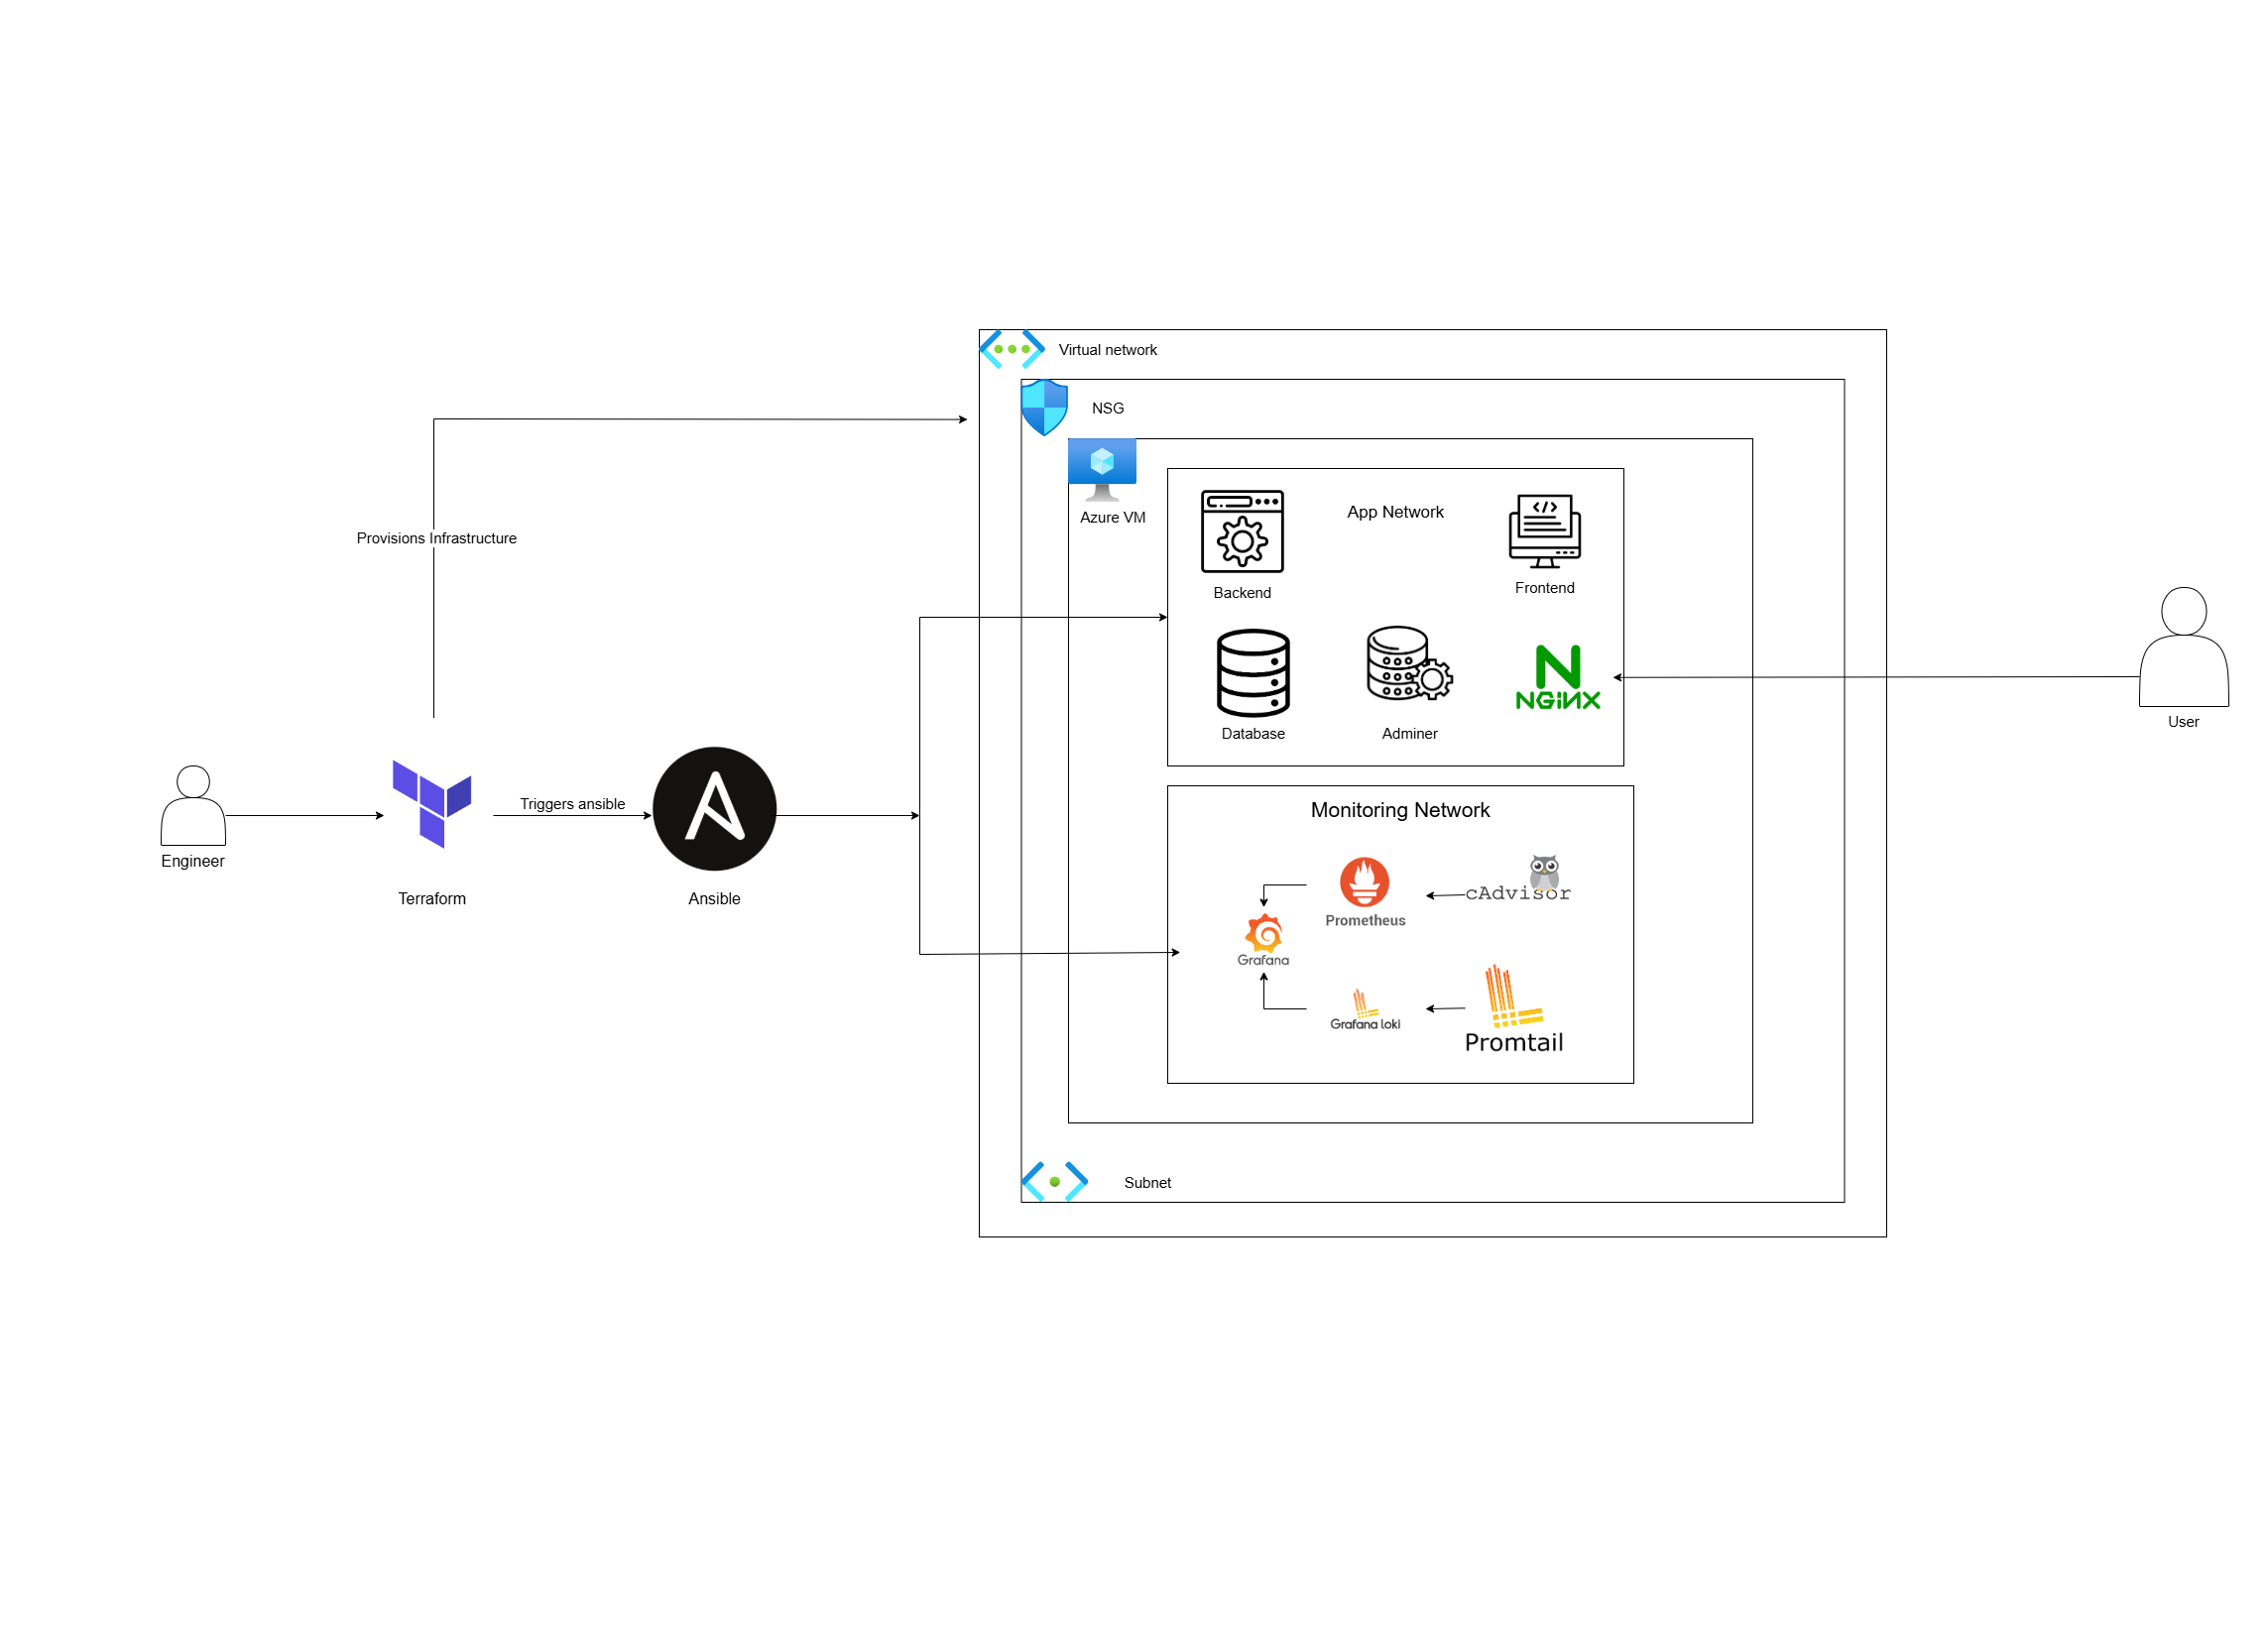 Virtual network
NSG
Azure VM
App Network
Backend
Frontend
Provisions Infrastructure
Database
Adminer
NGiИX
User
Engineer
Triggers ansible
Terraform
Ansible
Monitoring Network
Prometheus
cAdvisor
Grafana
Grafana loki
Promtail
Subnet